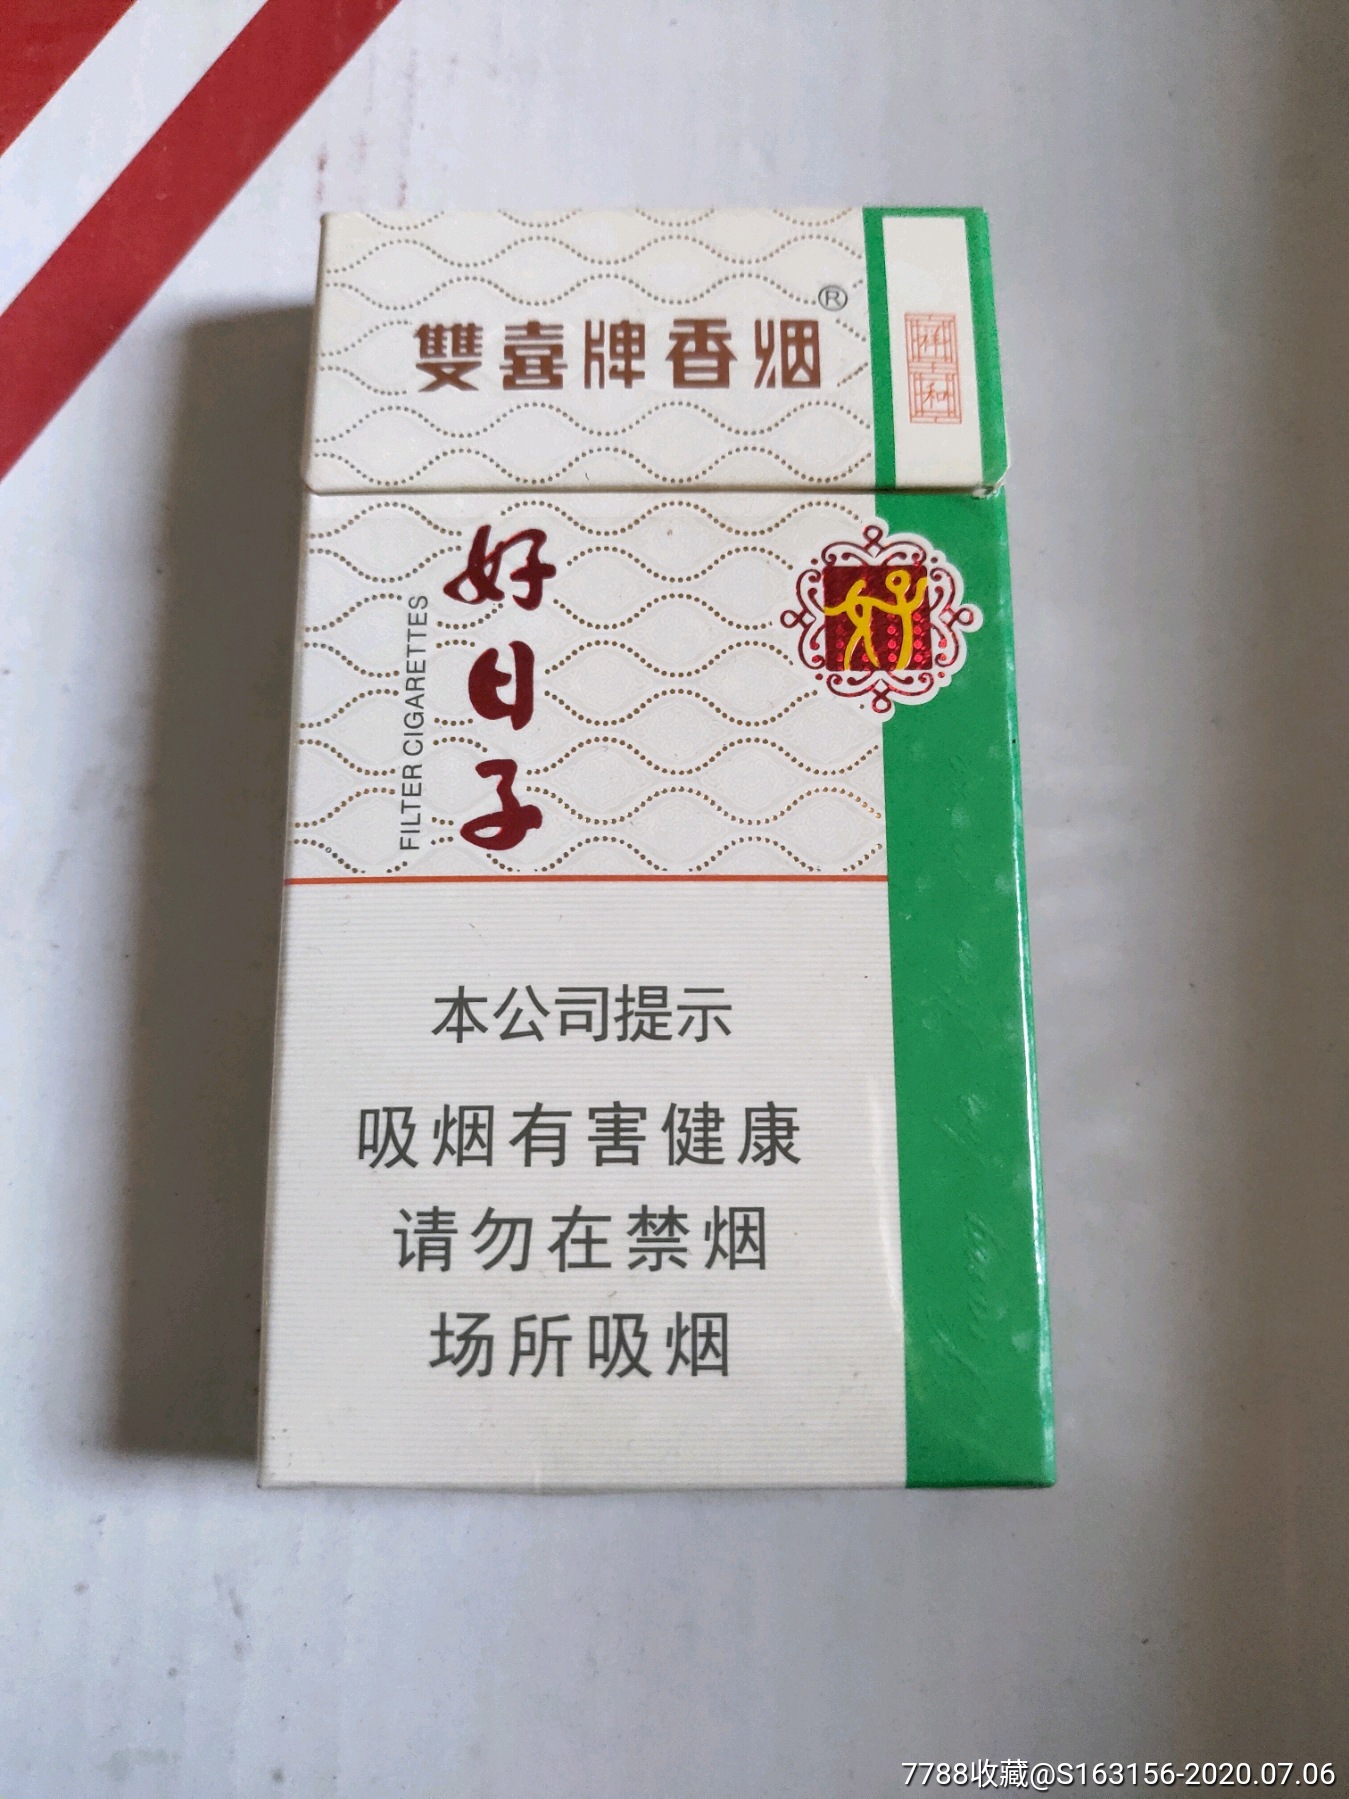 雙喜牌香烟
®
祥
和
好日子
FILTER CIGARETTES
本公司提示
吸烟有害健康
请勿在禁烟
场所吸烟
7788收藏@S163156-2020.07.06